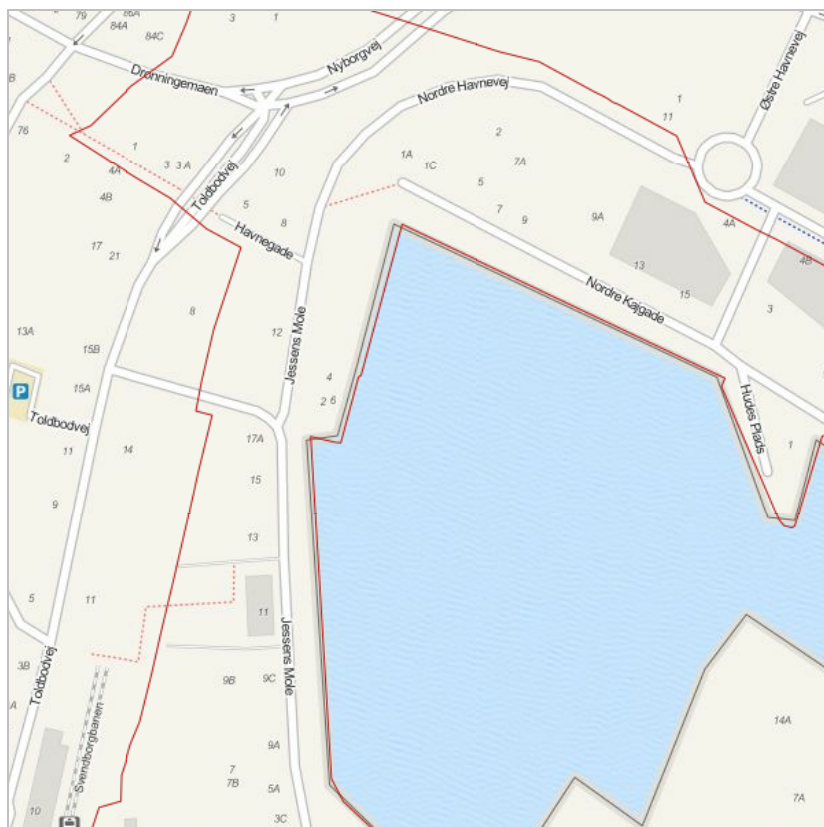 79
86A
84A
84C
3
1
Nyborgvej
Dronningemaen
Nordre Havnevej
Østre Havnevej
1
11
B
76
2
1
3
3 A
4A
4B
Toldbodvej
10
5
8
Havnegade
1A
1C
2
7A
5
7
9
9A
4A
4B
17
21
13
15
Nordre Kajgade
3
8
12
Jessens Mole
13A
15B
15A
4
2
6
P
Toldbodvej
Hudes Plads
1
11
14
17A
15
9
13
5
11
11
Jessens Mole
3B
A
Toldbodvej
Svendborgbanen
9B
9C
14A
9A
7
7B
5A
7A
10
3C